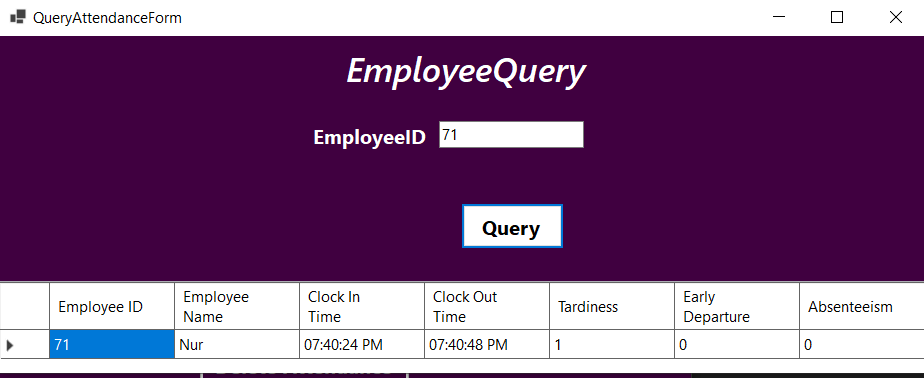 QueryAttendanceForm
EmployeeQuery
EmployeeID 71
Query
Employee ID Employee Name Clock In Time Clock Out Time Tardiness Early Departure Absenteeism
71 Nur 07:40:24 PM 07:40:48 PM 1 0 0